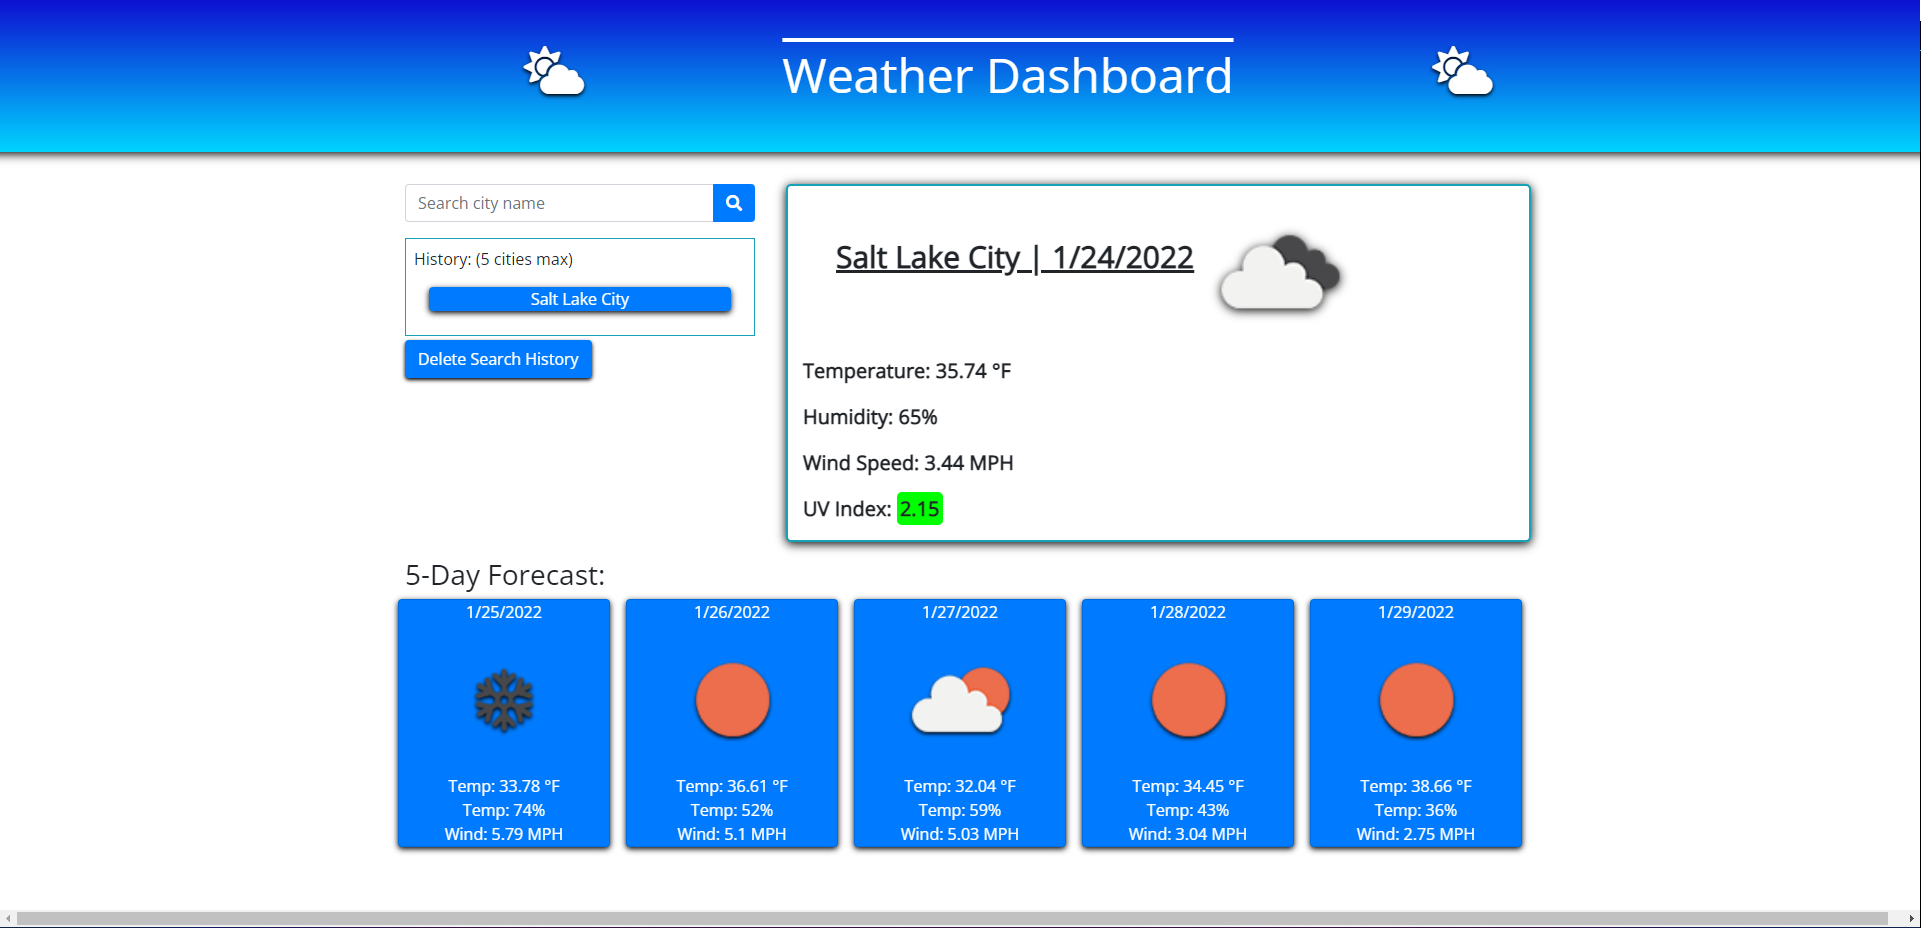 Weather Dashboard
Search city name
History: (5 cities max)
Salt Lake City
Delete Search History
Salt Lake City | 1/24/2022
Temperature: 35.74 °F
Humidity: 65%
Wind Speed: 3.44 MPH
UV Index: 2.15
5-Day Forecast:
1/25/2022
Temp: 33.78 °F
Temp: 74%
Wind: 5.79 MPH
1/26/2022
Temp: 36.61 °F
Temp: 52%
Wind: 5.1 MPH
1/27/2022
Temp: 32.04 °F
Temp: 59%
Wind: 5.03 MPH
1/28/2022
Temp: 34.45 °F
Temp: 43%
Wind: 3.04 MPH
1/29/2022
Temp: 38.66 °F
Temp: 36%
Wind: 2.75 MPH